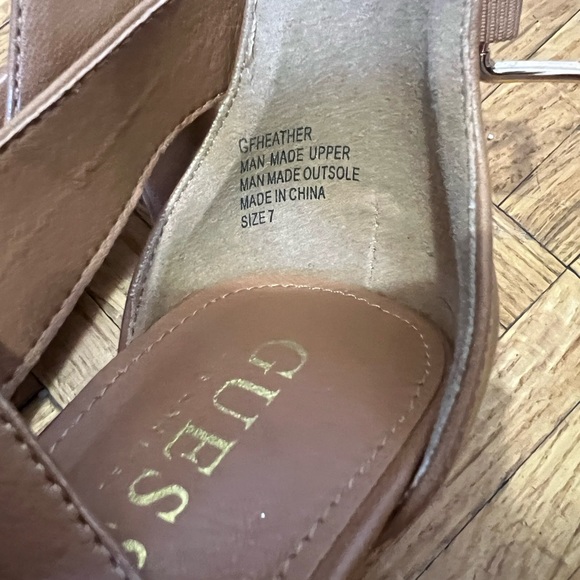 GFHEATHER
MAN MADE UPPER
MAN MADE OUTSOLE
MADE IN CHINA
SIZE 7
GUESS